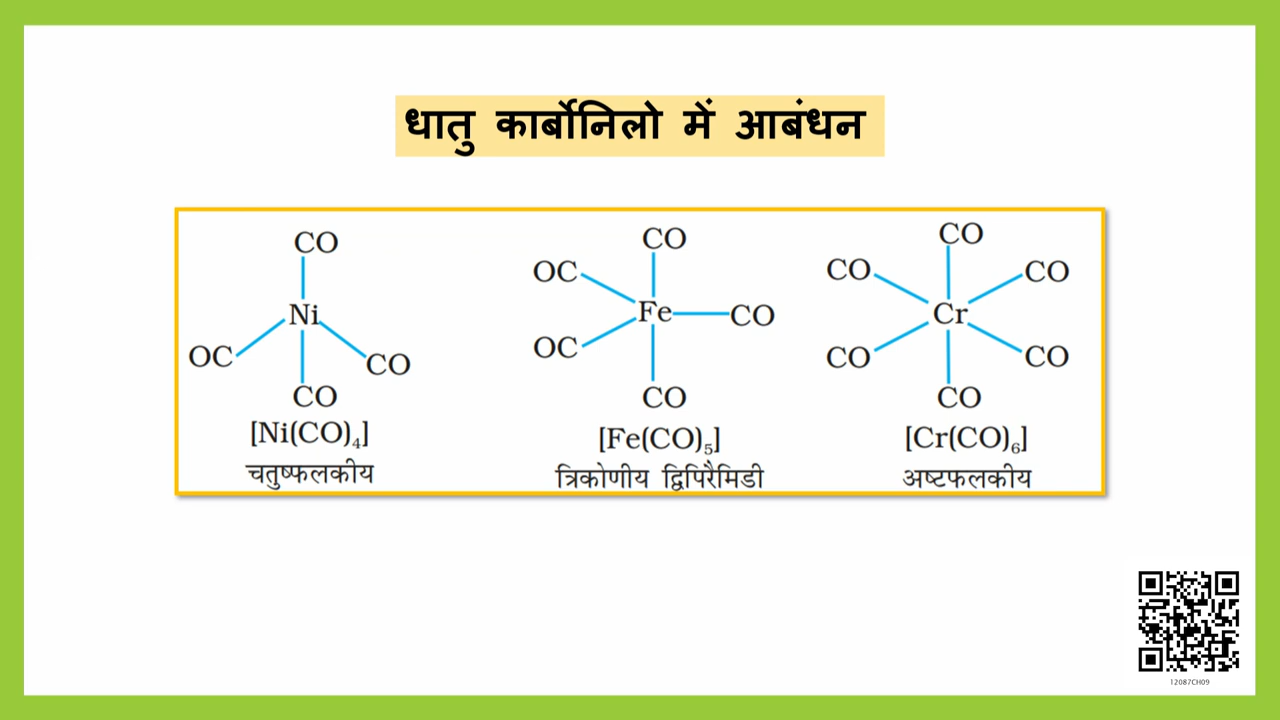 धातु कार्बोनिलो में आबंधन
CO
Ni
OC
CO
CO
[Ni(CO)₄]
चतुष्फलकीय
CO
OC
Fe
CO
OC
CO
[Fe(CO)₅]
त्रिकोणीय द्विपिरैमिडी
CO
CO
CO
Cr
CO
CO
CO
[Cr(CO)₆]
अष्टफलकीय
12087CH09